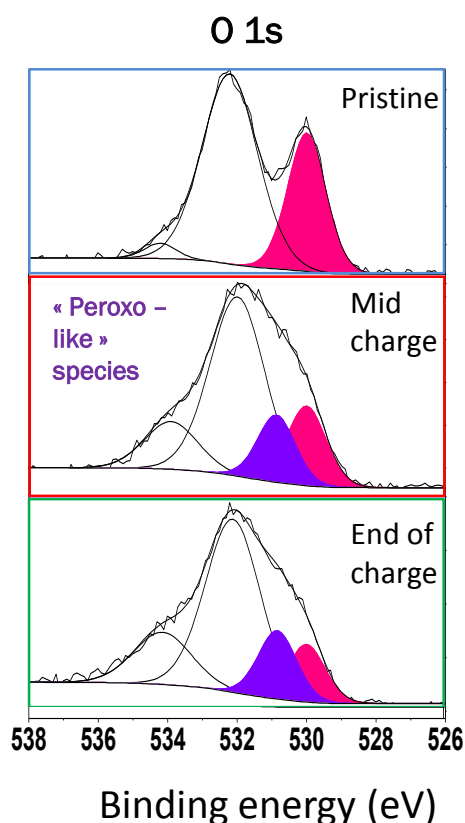 O 1s
Pristine
« Peroxo –
like »
species
Mid
charge
End of
charge
538 536 534 532 530 528 526
Binding energy (eV)